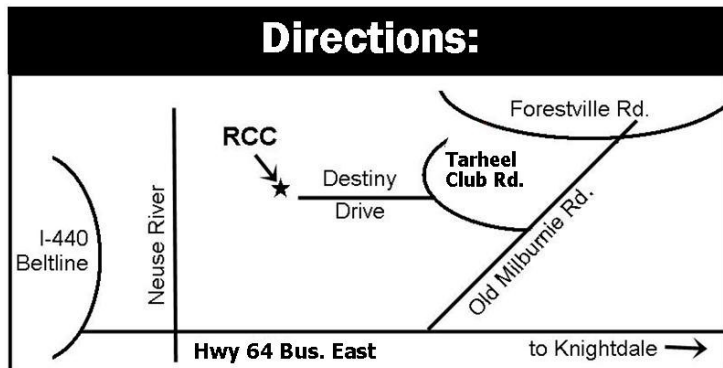 Directions:
Forestville Rd.
RCC
Tarheel
Club Rd.
Destiny
Drive
I-440
Beltline
Neuse River
Old Milburnie Rd.
Hwy 64 Bus. East
to Knightdale